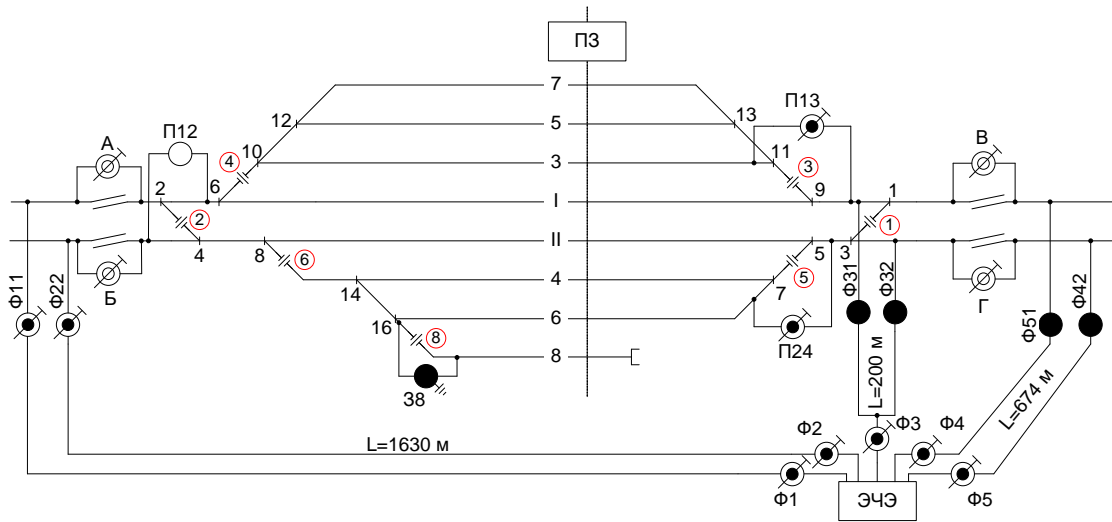 ПЗ
7
А
П12
12
5
13
П13
В
4
10
3
11
3
2
6
I
9
1
2
4
8
II
5
3
1
Ф11
Ф22
Б
6
14
4
7
5
Ф31
Ф32
Г
Ф51
Ф42
16
6
П24
8
8
38
L=200 м
L=674 м
L=1630 м
Ф2
Ф3
Ф4
Ф1
ЭЧЭ
Ф5